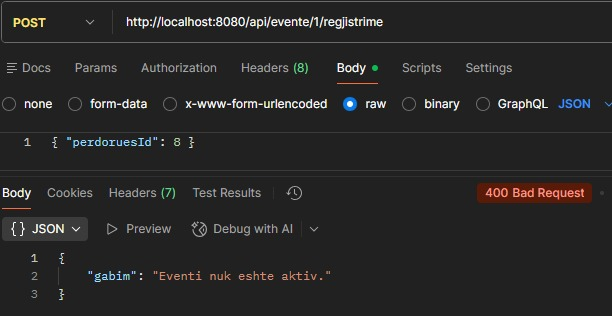 POST http://localhost:8080/api/evente/1/regjistrime
Docs Params Authorization Headers (8) Body Scripts Settings
none form-data x-www-form-urlencoded raw binary GraphQL JSON
1 { "perdoruesId": 8 }
Body Cookies Headers (7) Test Results 400 Bad Request
{} JSON Preview Debug with AI
1 {
2 "gabim": "Eventi nuk eshte aktiv."
3 }